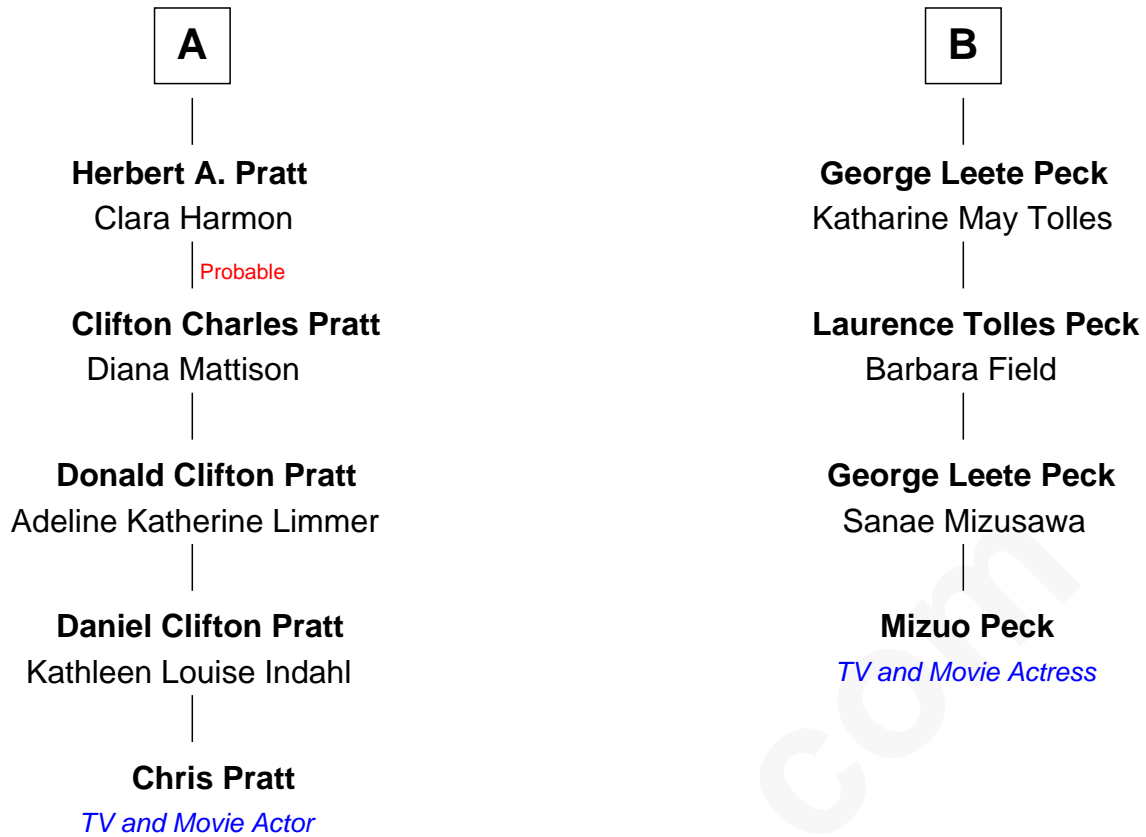 A
Herbert A. Pratt
Clara Harmon
Probable
Clifton Charles Pratt
Diana Mattison
Donald Clifton Pratt
Adeline Katherine Limmer
Daniel Clifton Pratt
Kathleen Louise Indahl
Chris Pratt
TV and Movie Actor
B
George Leete Peck
Katharine May Tolles
Laurence Tolles Peck
Barbara Field
George Leete Peck
Sanae Mizusawa
Mizuo Peck
TV and Movie Actress
com